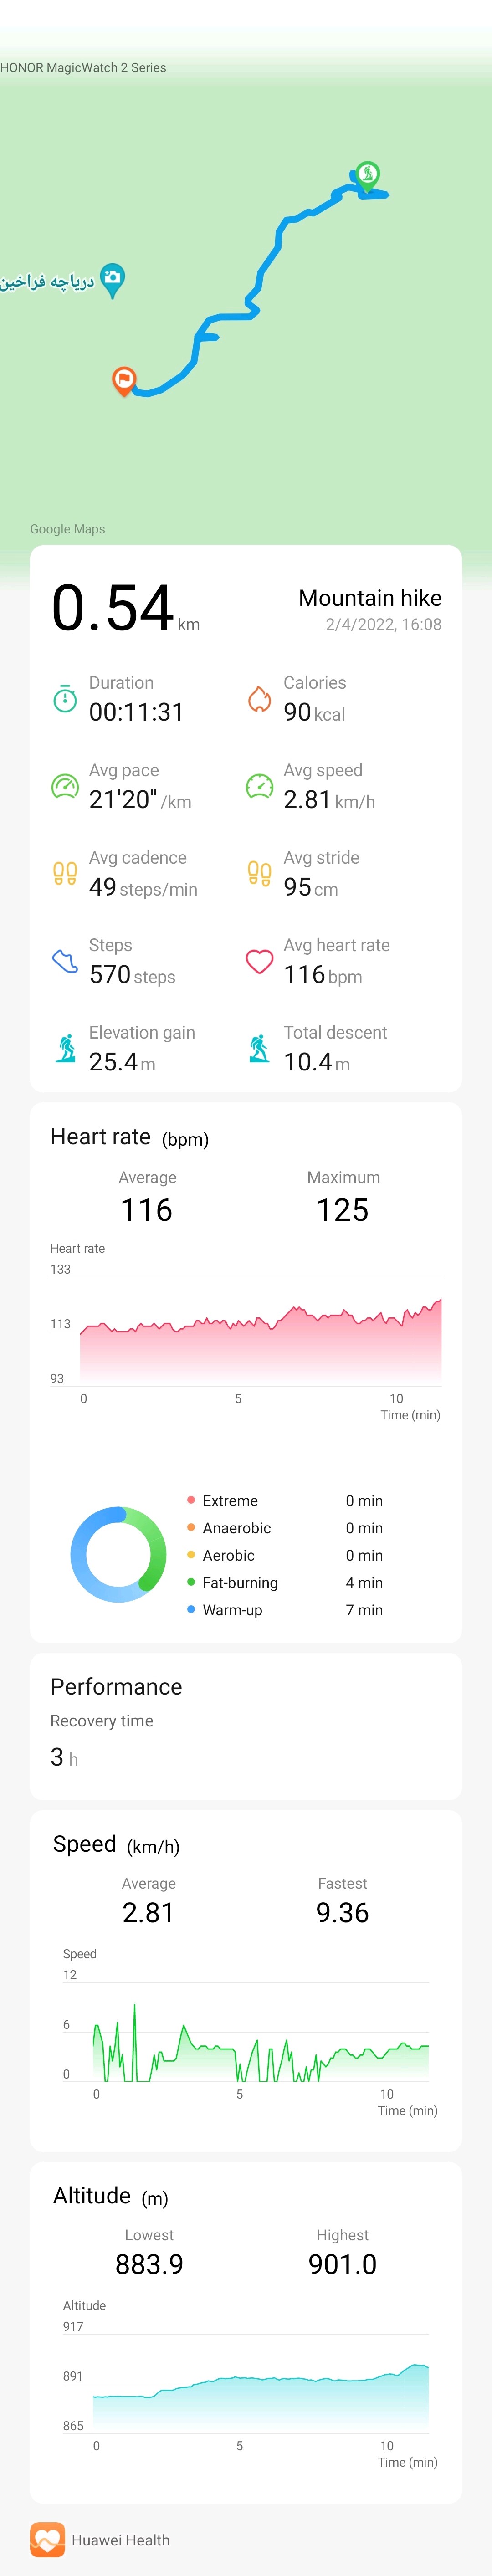 HONOR MagicWatch 2 Series
دریاچه فراخین
Google Maps
0.54 km
Mountain hike
2/4/2022, 16:08
Duration
00:11:31
Calories
90 kcal
Avg pace
21'20" /km
Avg speed
2.81 km/h
Avg cadence
49 steps/min
Avg stride
95 cm
Steps
570 steps
Avg heart rate
116 bpm
Elevation gain
25.4 m
Total descent
10.4 m
Heart rate (bpm)
Average
116
Maximum
125
Heart rate
133
113
93
0 5 10
Time (min)
Extreme 0 min
Anaerobic 0 min
Aerobic 0 min
Fat-burning 4 min
Warm-up 7 min
Performance
Recovery time
3 h
Speed (km/h)
Average
2.81
Fastest
9.36
Speed
12
6
0
0 5 10
Time (min)
Altitude (m)
Lowest
883.9
Highest
901.0
Altitude
917
891
865
0 5 10
Time (min)
Huawei Health